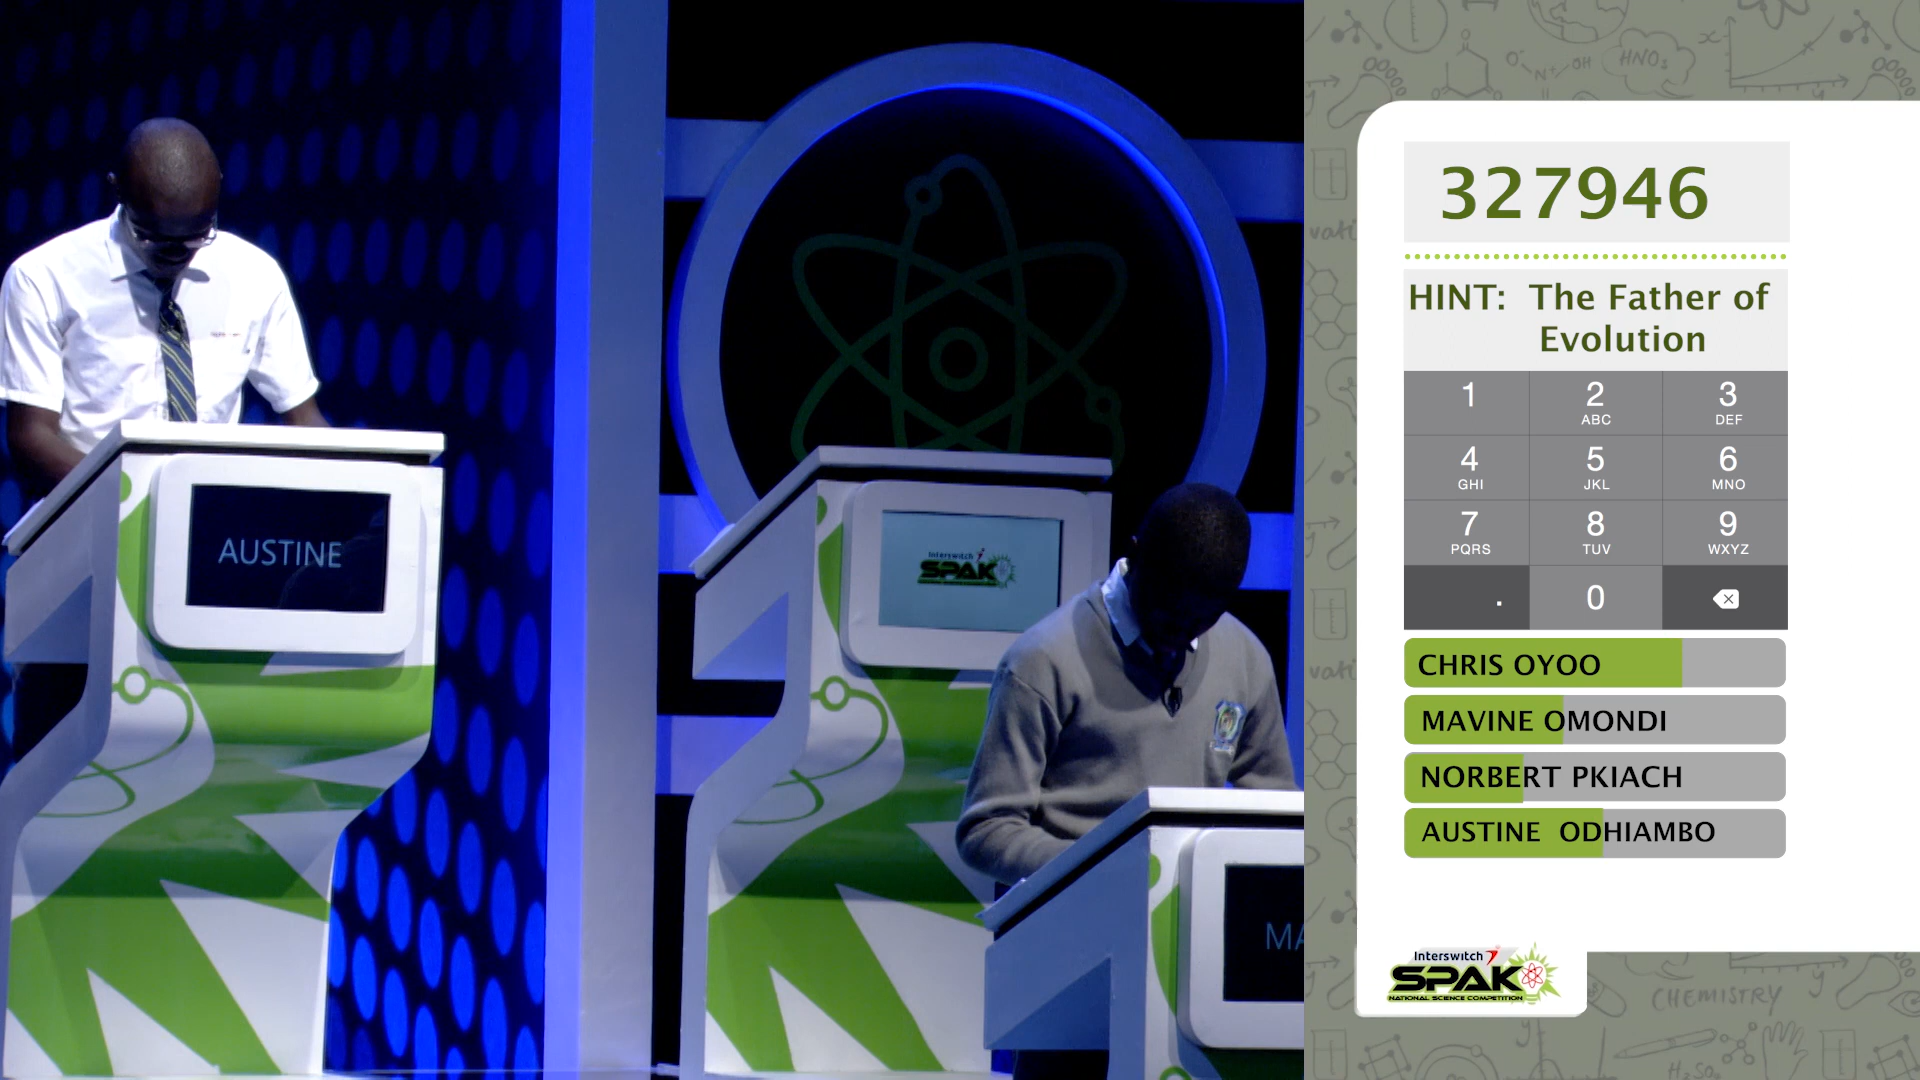 AUSTINE
Interswitch
SPAK
MA
327946
HINT: The Father of
Evolution
1 2 3
ABC DEF
4 5 6
GHI JKL MNO
7 8 9
PQRS TUV WXYZ
. 0
CHRIS OYOO
MAVINE OMONDI
NORBERT PKIACH
AUSTINE ODHIAMBO
Interswitch
SPAK
NATIONAL SCIENCE COMPETITION
HNO₃
CHEMISTRY
H₂SO₄